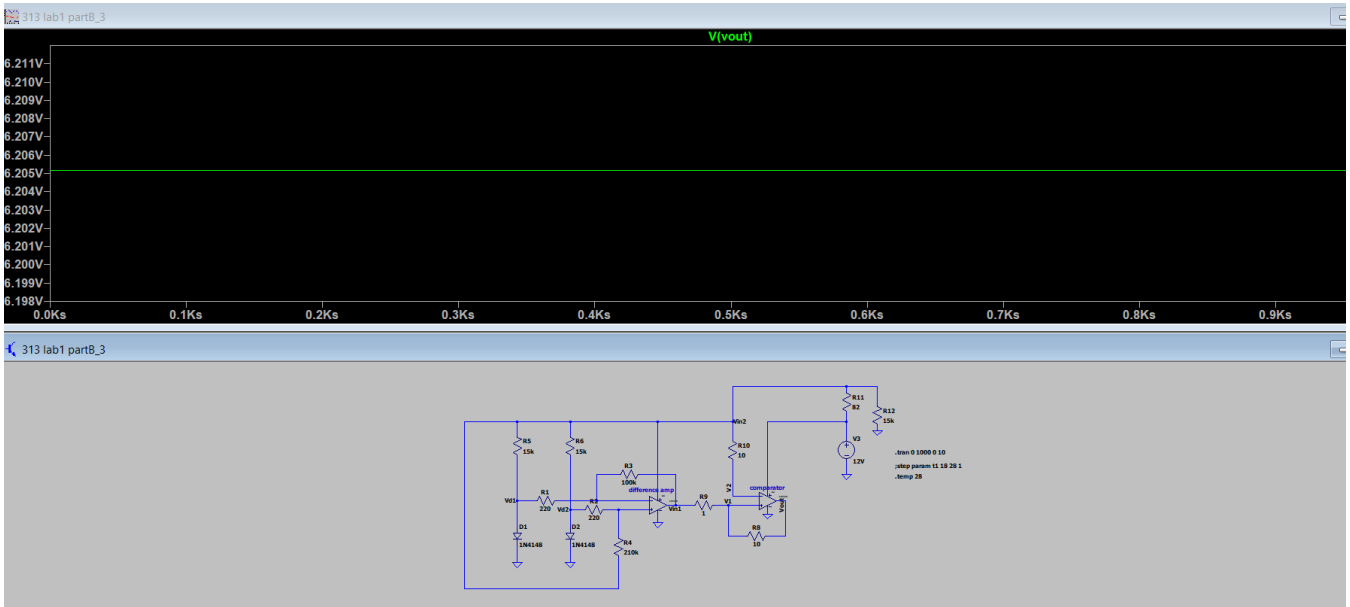 313 lab1 partB_3
V(vout)
6.211V
6.210V
6.209V
6.208V
6.207V
6.206V
6.205V
6.204V
6.203V
6.202V
6.201V
6.200V
6.199V
6.198V
0.0Ks 0.1Ks 0.2Ks 0.3Ks 0.4Ks 0.5Ks 0.6Ks 0.7Ks 0.8Ks 0.9Ks
313 lab1 partB_3
R11
82
R12
15k
Vin2
R5
15k
R6
15k
R10
10
V3
12V
.tran 0 1000 0 10
;step param t1 18 28 1
.temp 28
R3
100k
difference amp
V2
comparator
Vd1
R1
220
Vd2
220
Vin1
R9
1
V1
Vout
D1
1N4148
D2
1N4148
R4
210k
R8
10